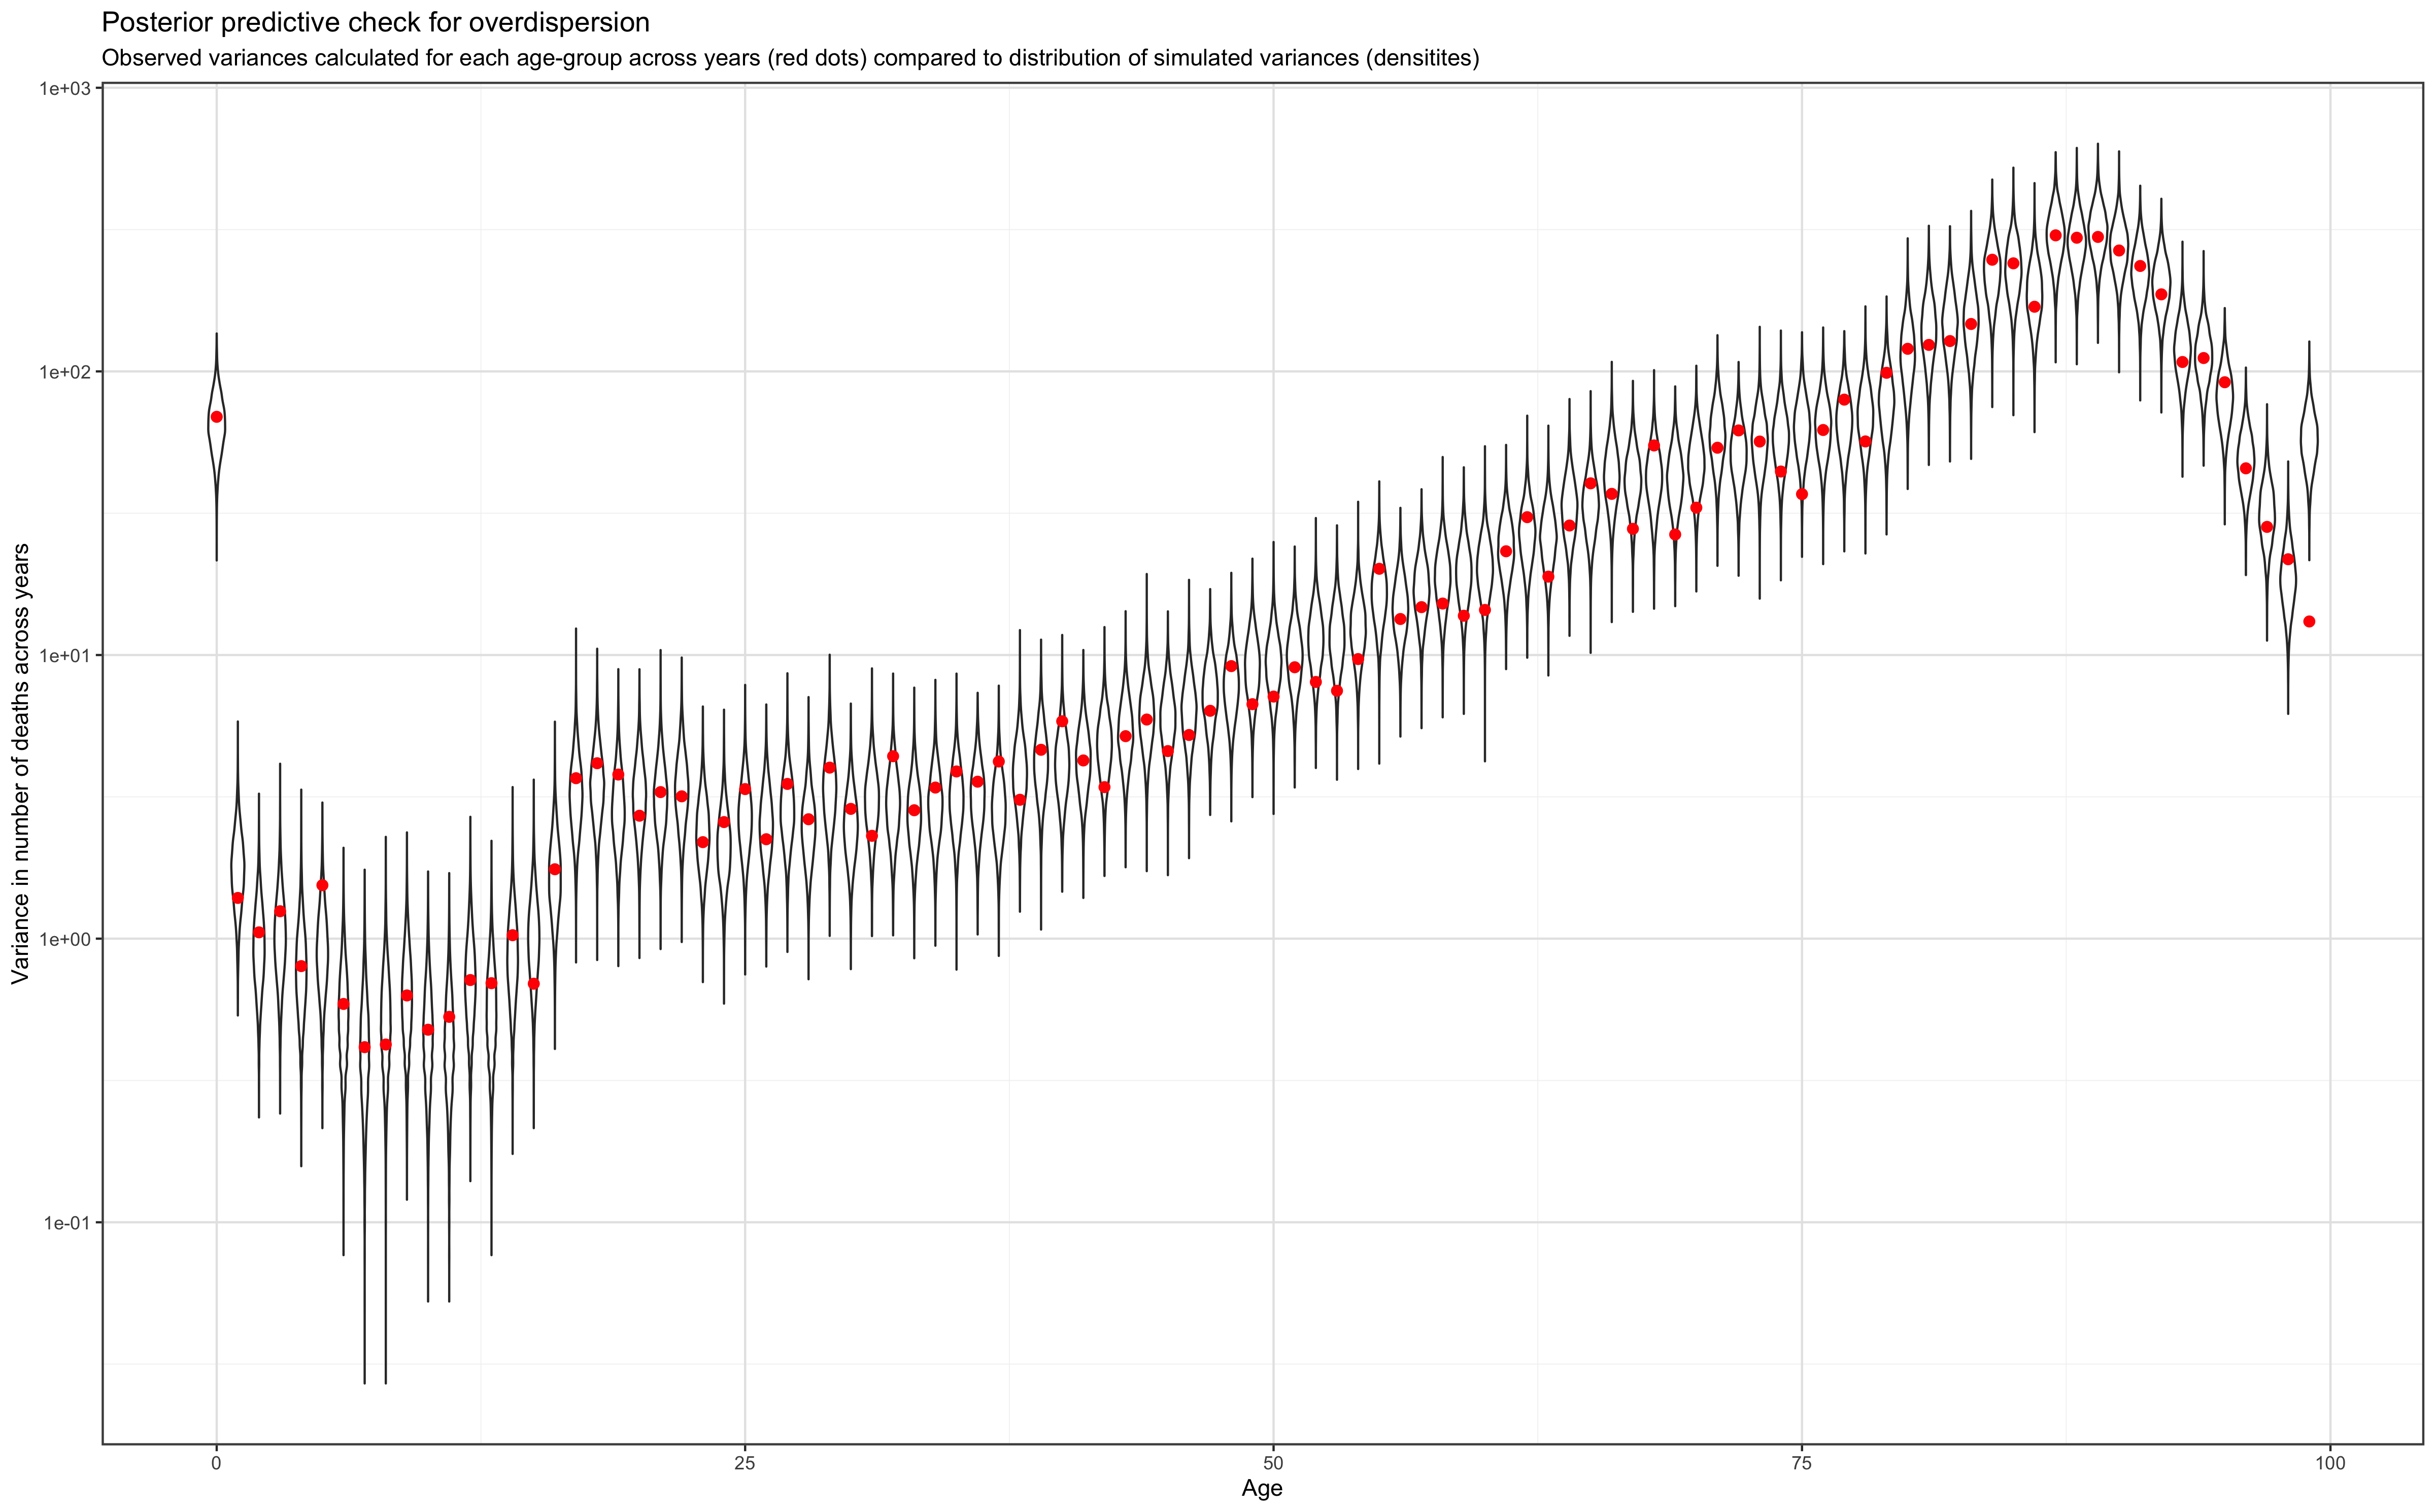 Posterior predictive check for overdispersion
Observed variances calculated for each age-group across years (red dots) compared to distribution of simulated variances (densitites)
1e+03
1e+02
1e+01
1e+00
1e-01
Variance in number of deaths across years
0 25 50 75 100
Age